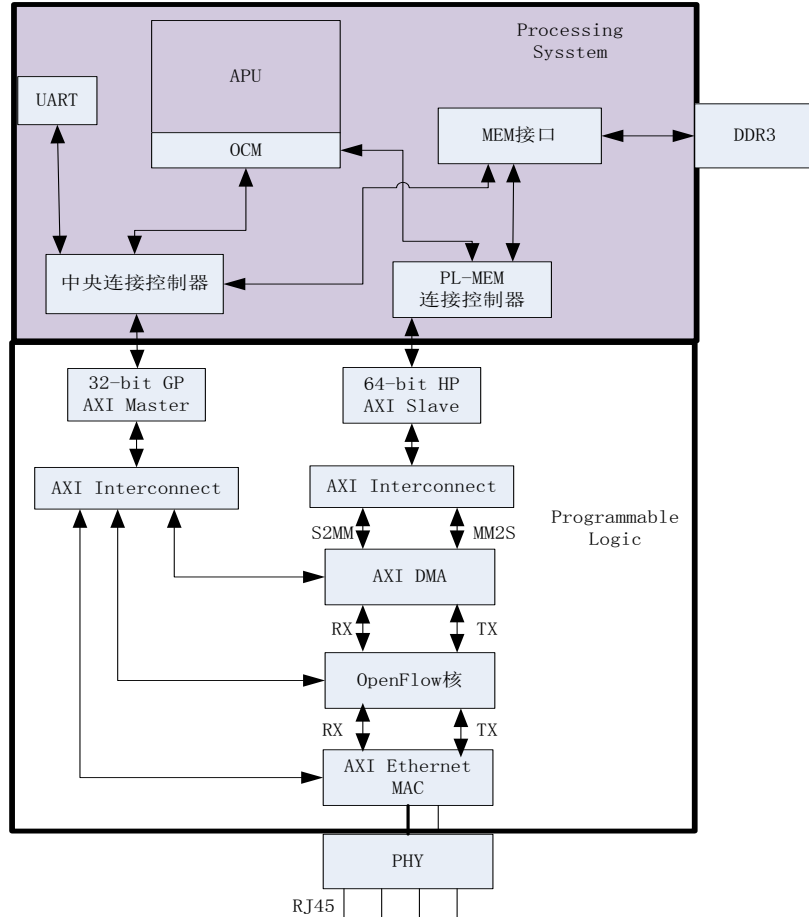 Processing
Sysstem
APU
UART
OCM
MEM接口
DDR3
中央连接控制器
PL-MEM
连接控制器
32-bit GP
AXI Master
64-bit HP
AXI Slave
AXI Interconnect
AXI Interconnect
Programmable
Logic
S2MM
MM2S
AXI DMA
RX
TX
OpenFlow核
RX
TX
AXI Ethernet
MAC
PHY
RJ45